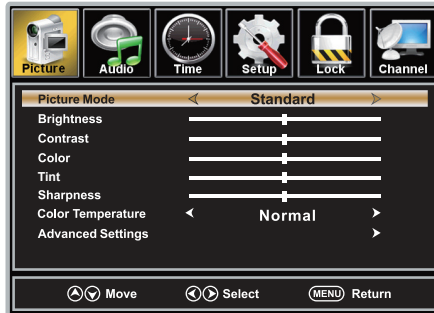 Picture Audio Time Setup Lock Channel
Picture Mode Standard
Brightness
Contrast
Color
Tint
Sharpness
Color Temperature Normal
Advanced Settings
Move Select MENU Return